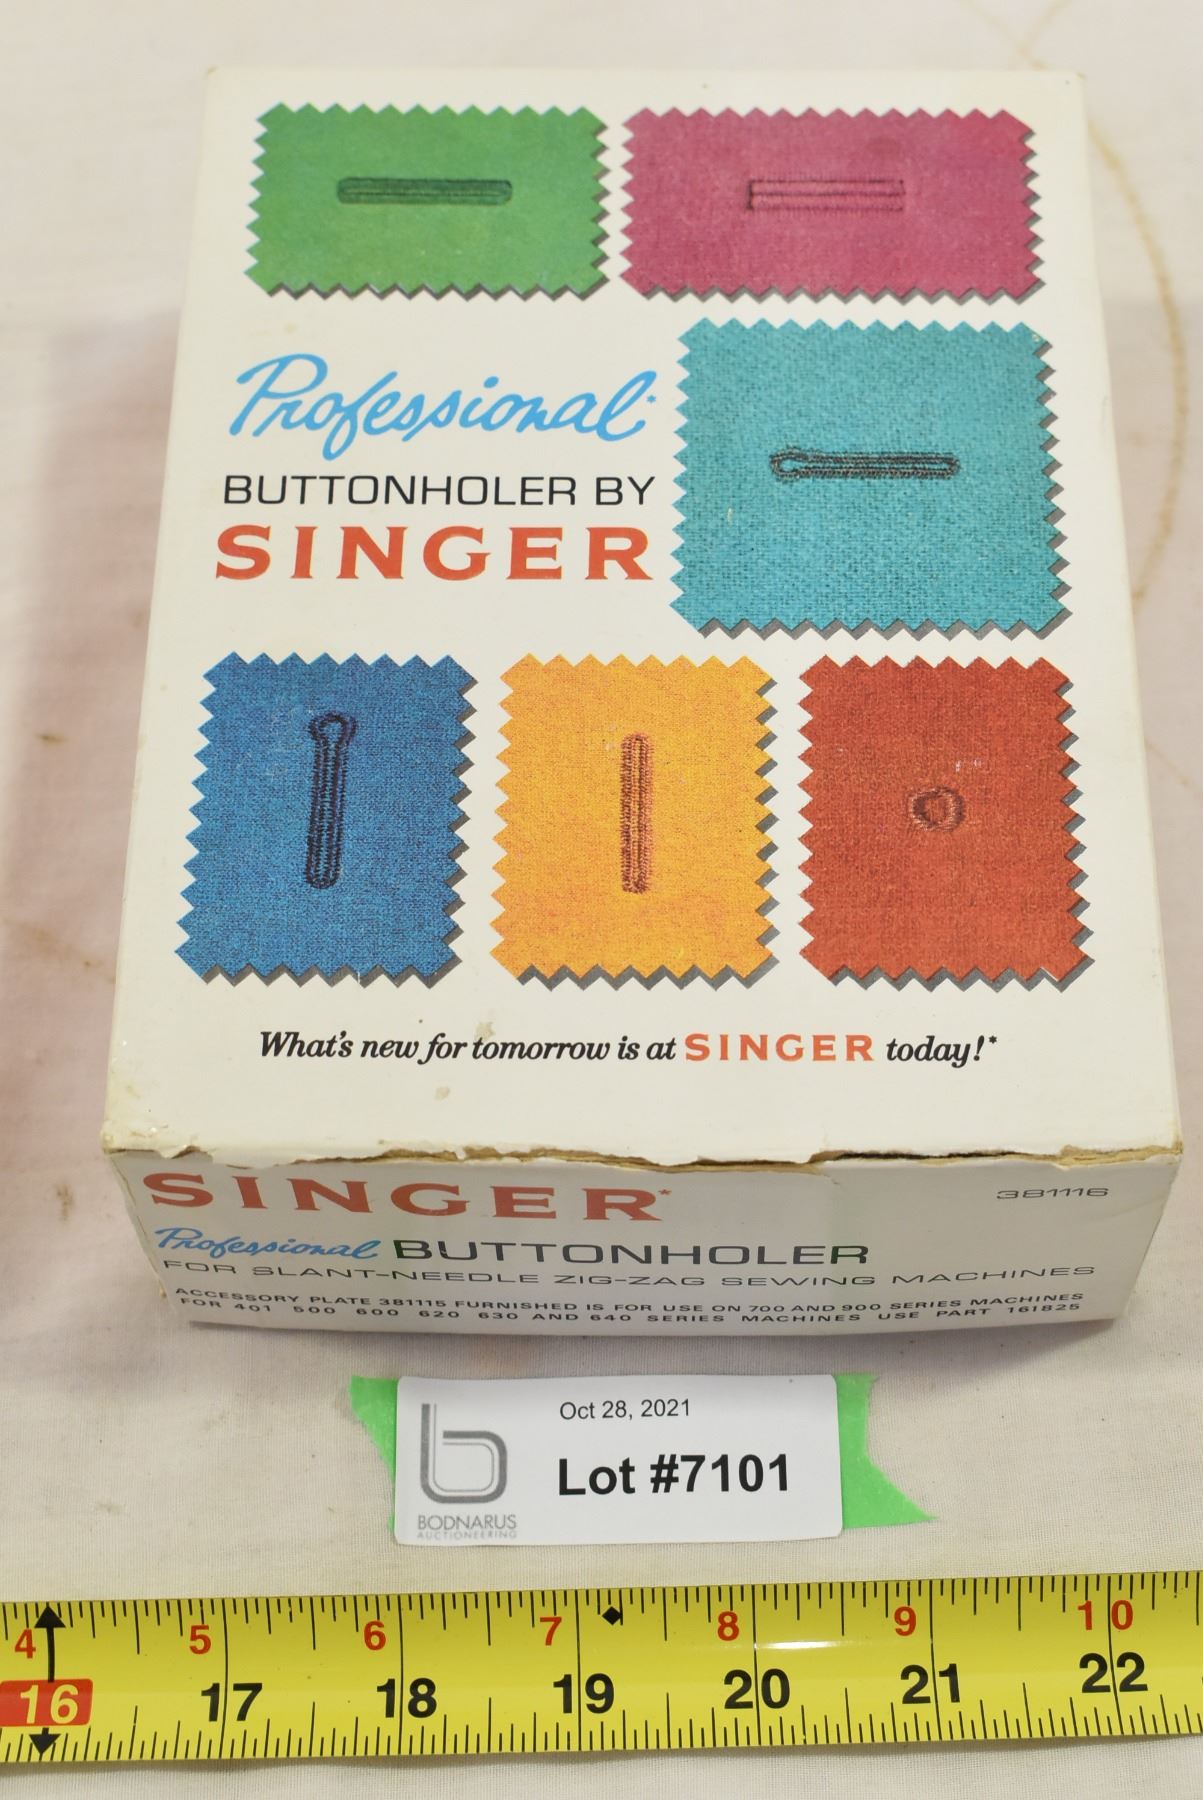 Professional*
BUTTONHOLER BY
SINGER
What's new for tomorrow is at SINGER today!*
SINGER*
381116
Professional BUTTONHOLER
FOR SLANT-NEEDLE ZIG-ZAG SEWING MACHINES
ACCESSORY PLATE 381115 FURNISHED IS FOR USE ON 700 AND 900 SERIES MACHINES
FOR 401 500 600 620 630 AND 640 SERIES MACHINES USE PART 161825
Oct 28, 2021
Lot #7101
BODNARUS
AUCTIONEERING
4 5 6 7 8 9 10
16 17 18 19 20 21 22